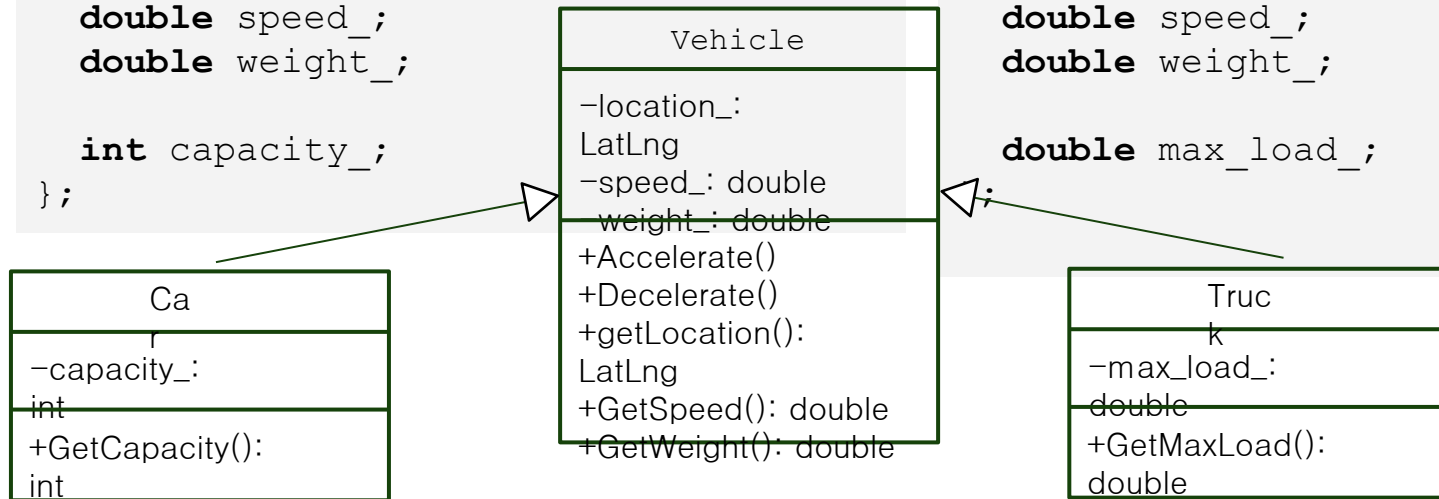 double speed_;
double weight_;
int capacity_;
};
Vehicle
-location_:
LatLng
-speed_: double
-weight_: double
+Accelerate()
+Decelerate()
+getLocation():
LatLng
+GetSpeed(): double
+GetWeight(): double
double speed_;
double weight_;
double max_load_;
;
Ca
r
-capacity_:
int
+GetCapacity():
int
Truc
k
-max_load_:
double
+GetMaxLoad():
double